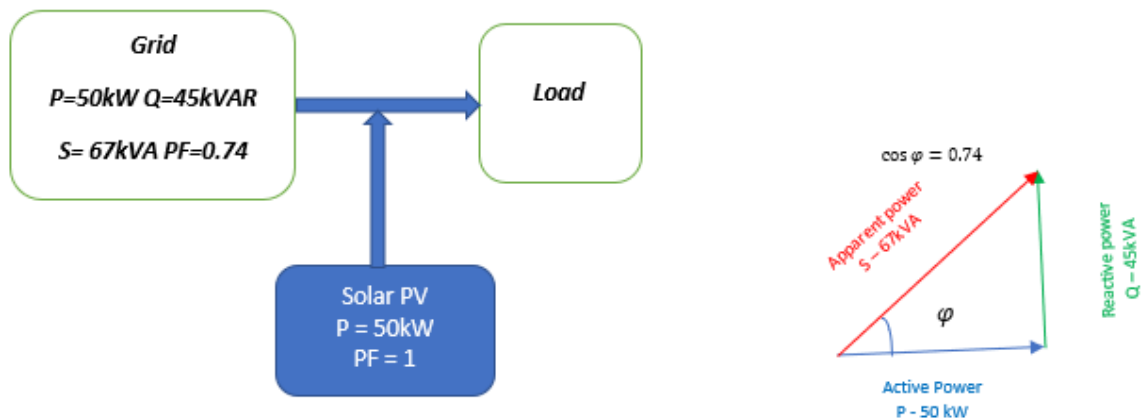 Grid
P=50kW Q=45kVAR
S= 67kVA PF=0.74
Load
Solar PV
P = 50kW
PF = 1
cos φ = 0.74
Apparent power
S – 67kVA
φ
Reactive power
Q – 45kVA
Active Power
P - 50 kW